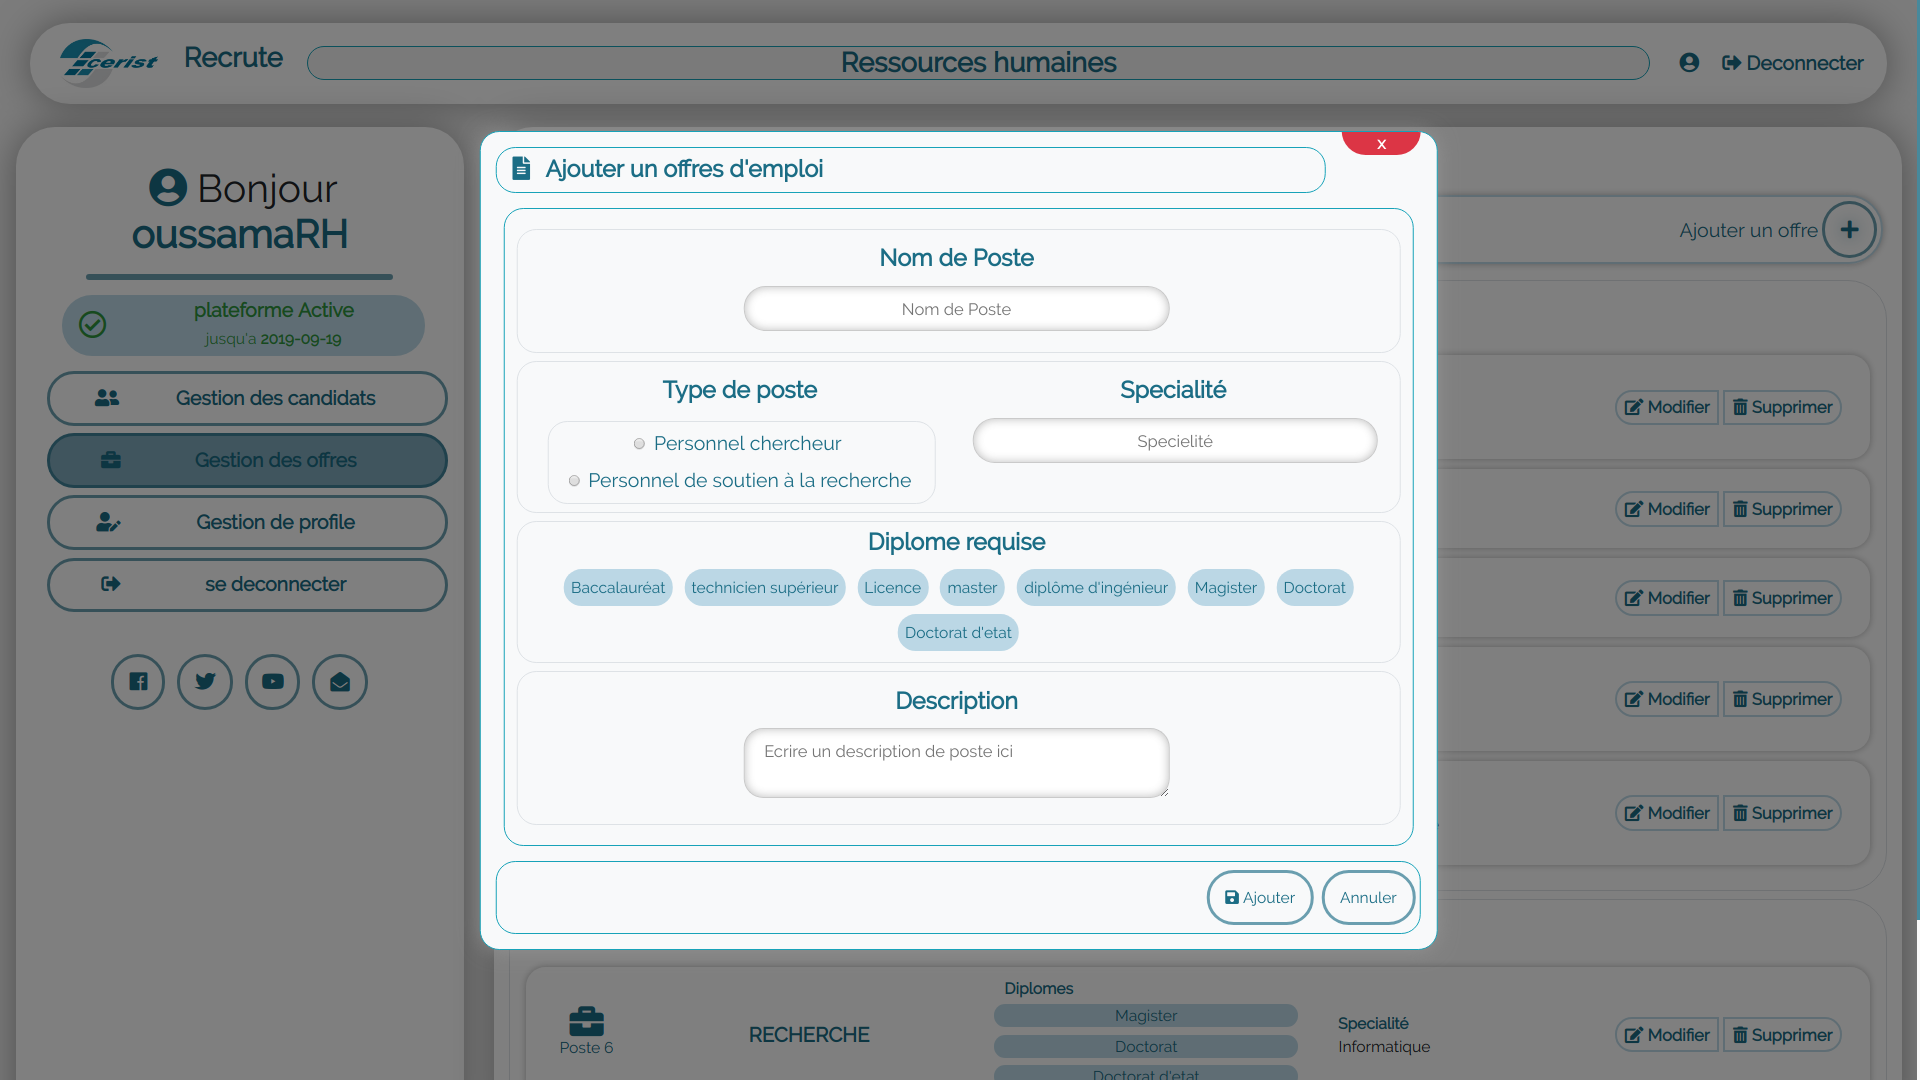 cerist
Recrute
Ressources humaines
Deconnecter
Bonjour
oussamaRH
plateforme Active
jusqu'a 2019-09-19
Gestion des candidats
Gestion des offres
Gestion de profile
se deconnecter
x
Ajouter un offres d'emploi
Nom de Poste
Nom de Poste
Type de poste
Personnel chercheur
Personnel de soutien à la recherche
Specialité
Specielité
Diplome requise
Baccalauréat technicien supérieur Licence master diplôme d'ingénieur Magister Doctorat
Doctorat d'etat
Description
Ecrire un description de poste ici
Ajouter Annuler
Ajouter un offre +
Modifier Supprimer
Modifier Supprimer
Modifier Supprimer
Modifier Supprimer
Modifier Supprimer
Poste 6
RECHERCHE
Diplomes
Magister
Doctorat
Doctorat d'etat
Specialité
Informatique
Modifier Supprimer